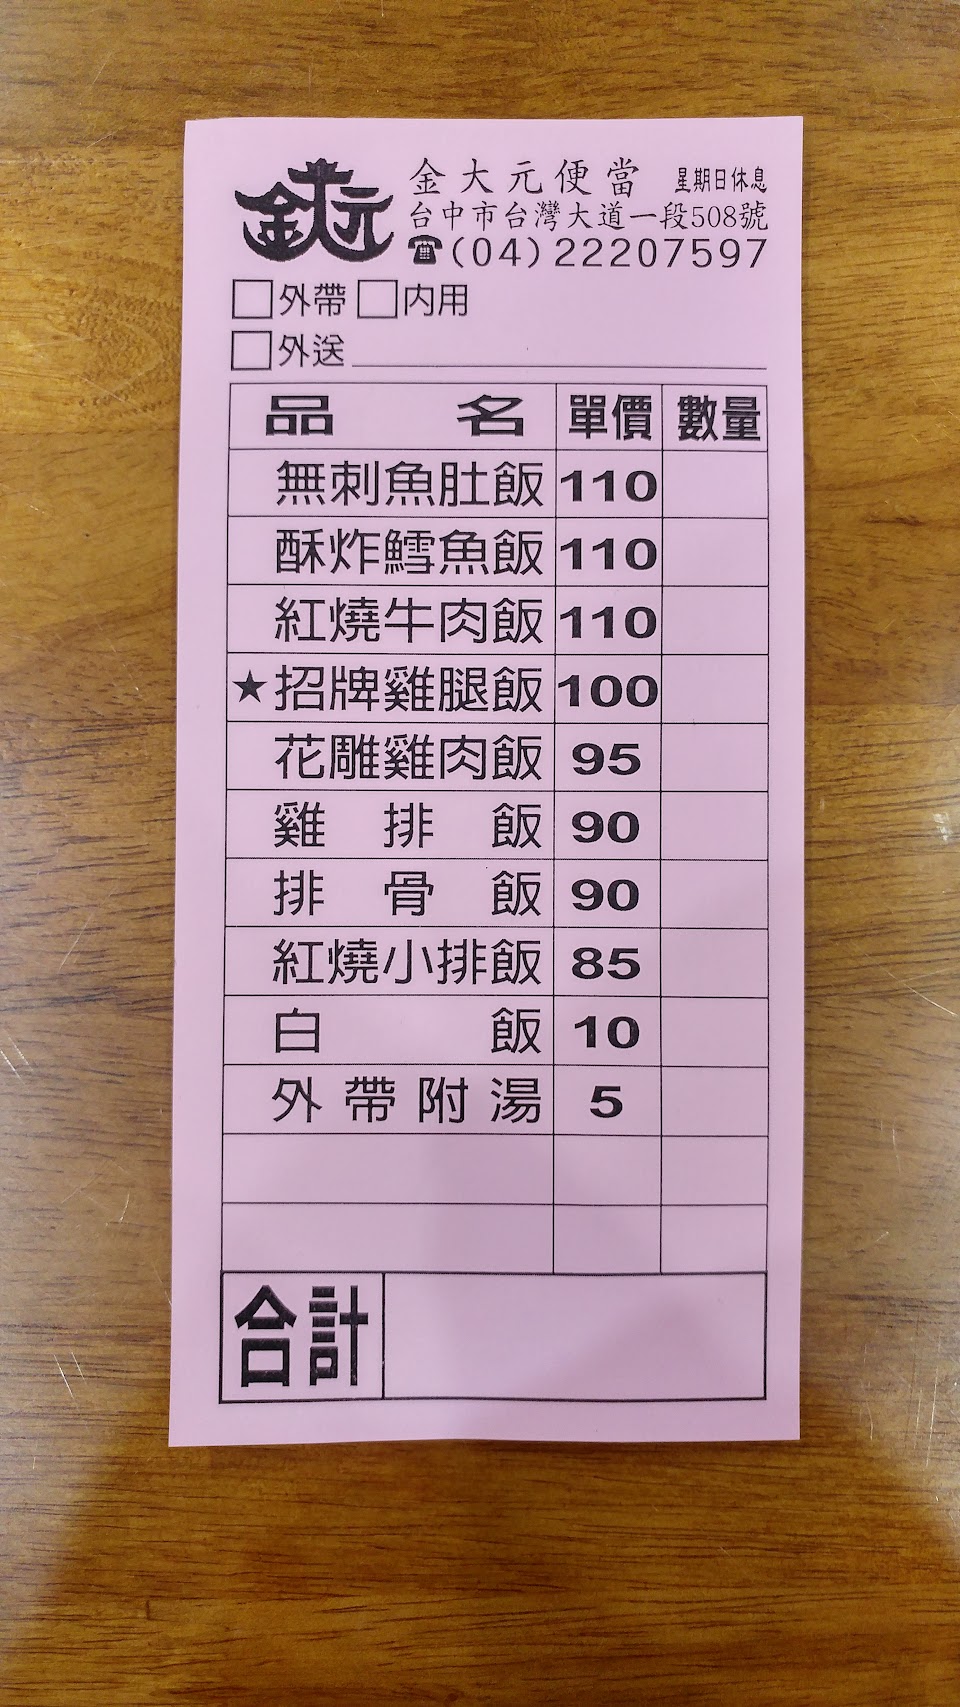 金大元
金大元便當 星期日休息
台中市台灣大道一段508號
☎(04)22207597
□外帶 □內用
□外送
品名 單價 數量
無刺魚肚飯 110
酥炸鱈魚飯 110
紅燒牛肉飯 110
★招牌雞腿飯 100
花雕雞肉飯 95
雞排飯 90
排骨飯 90
紅燒小排飯 85
白飯 10
外帶附湯 5
合計